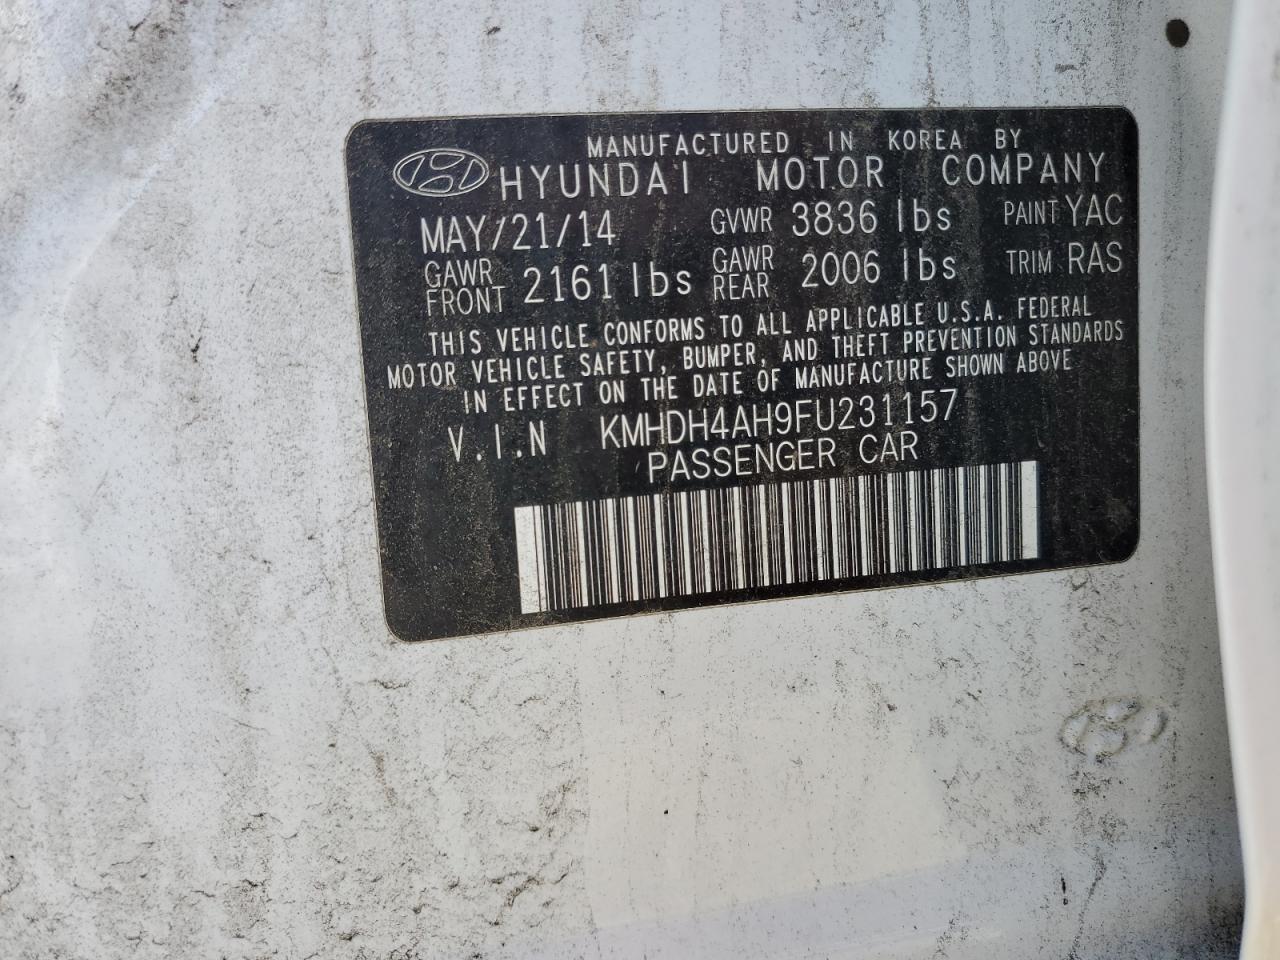 MANUFACTURED IN KOREA BY
HYUNDAI MOTOR COMPANY
MAY/21/14 GVWR 3836 lbs PAINT YAC
GAWR FRONT 2161 lbs GAWR REAR 2006 lbs TRIM RAS
THIS VEHICLE CONFORMS TO ALL APPLICABLE U.S.A. FEDERAL
MOTOR VEHICLE SAFETY, BUMPER, AND THEFT PREVENTION STANDARDS
IN EFFECT ON THE DATE OF MANUFACTURE SHOWN ABOVE
V.I.N KMHDH4AH9FU231157
PASSENGER CAR